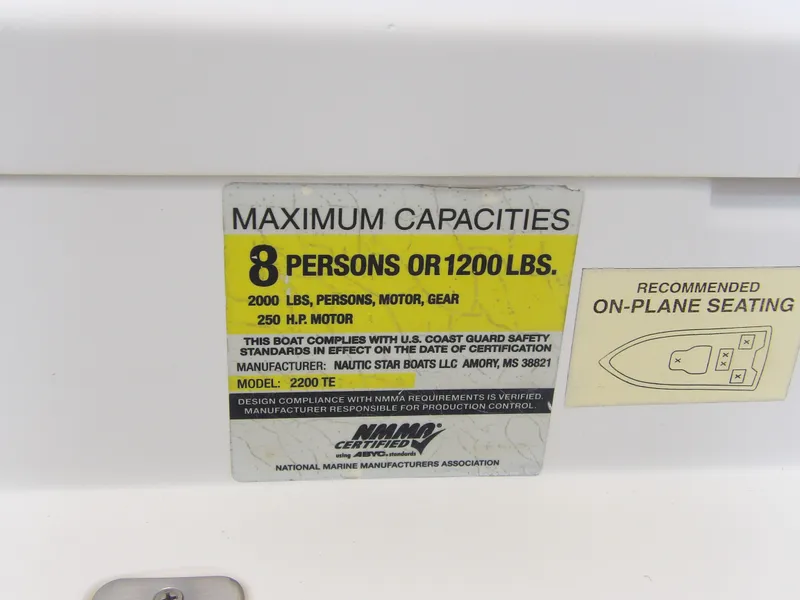 MAXIMUM CAPACITIES
8 PERSONS OR 1200 LBS.
2000 LBS, PERSONS, MOTOR, GEAR
250 H.P. MOTOR
THIS BOAT COMPLIES WITH U.S. COAST GUARD SAFETY
STANDARDS IN EFFECT ON THE DATE OF CERTIFICATION
MANUFACTURER: NAUTIC STAR BOATS LLC AMORY, MS 38821
MODEL: 2200 TE
DESIGN COMPLIANCE WITH NMMA REQUIREMENTS IS VERIFIED.
MANUFACTURER RESPONSIBLE FOR PRODUCTION CONTROL.
NMMA®
CERTIFIED
using ABYC® standards
NATIONAL MARINE MANUFACTURERS ASSOCIATION
RECOMMENDED
ON-PLANE SEATING
X
X
X X
X